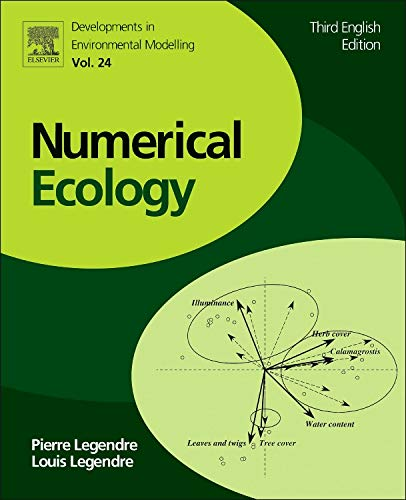 Developments in
Environmental Modelling
Vol. 24
Third English
Edition
ELSEVIER
Numerical
Ecology
Illuminance
Herb cover
Calamagrostis
Water content
Leaves and twigs
Tree cover
Pierre Legendre
Louis Legendre